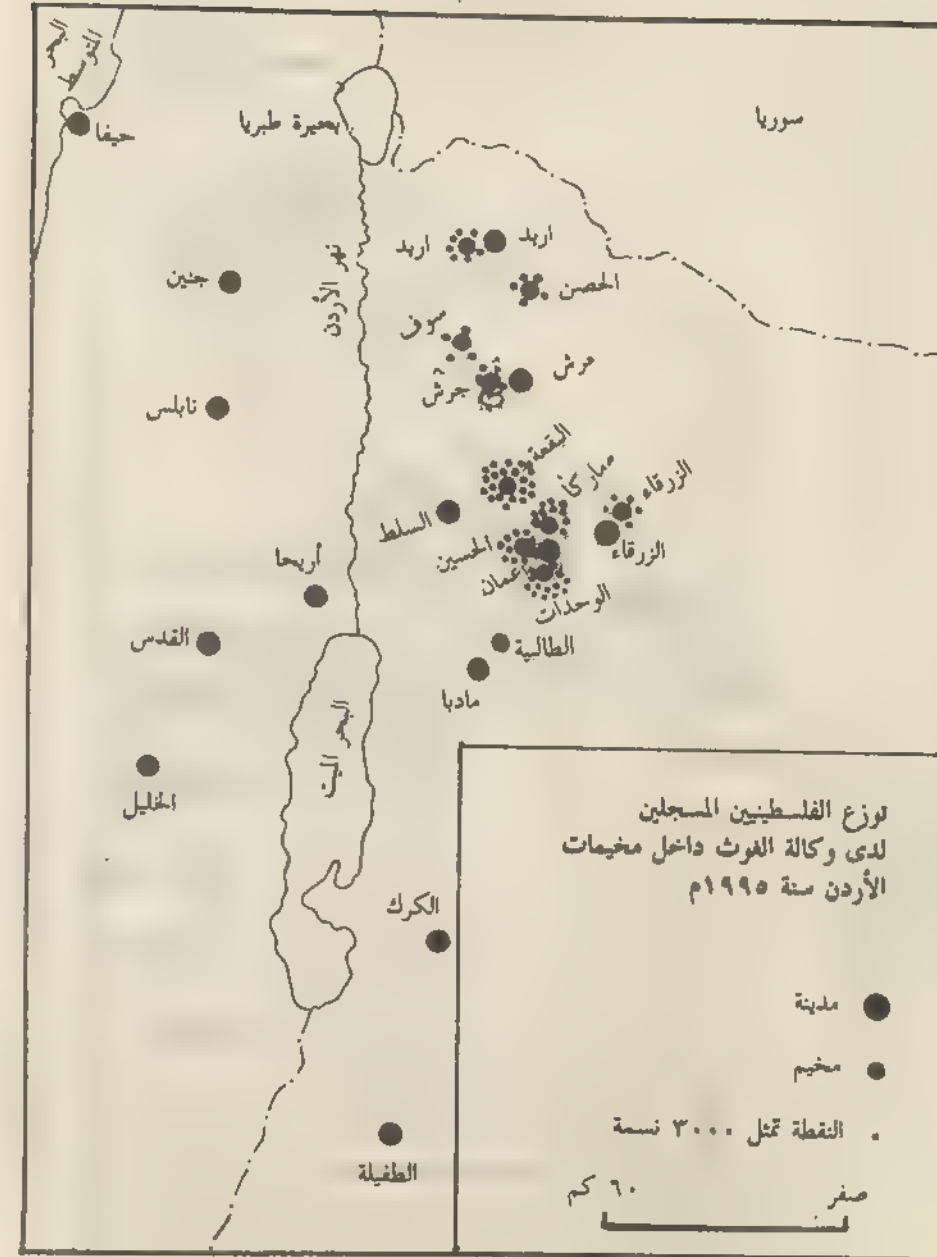 البحر
المتوسط
حيفا
بحيرة طبريا
سوريا
نهر الأردن
اربد
اربد
الحصن
جنين
سوف
جرش
جرش
نابلس
البقعة
ماركا
الزرقاء
السلط
الحسين
عمان
الزرقاء
الوحدات
أريحا
القدس
الطالبية
مادبا
البحر الميت
الخليل
توزع الفلسطينيين المسجلين
لدى وكالة الغوث داخل مخيمات
الأردن سنة ١٩٩٥م
الكرك
مدينة
مخيم
النقطة تمثل ٣٠٠٠ نسمة
الطفيلة
صفر ٦٠ كم